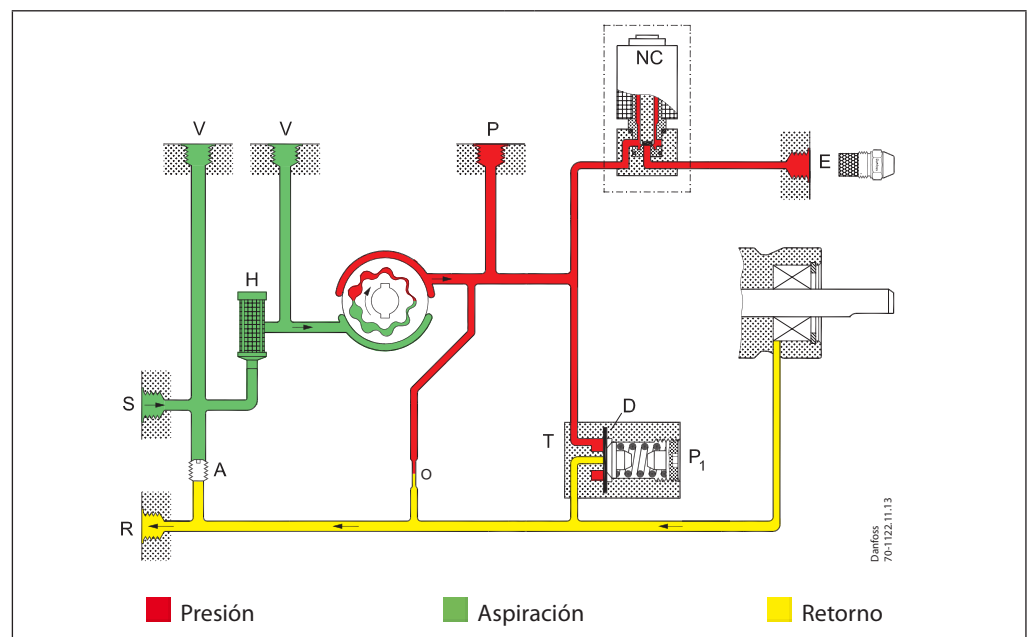 NC
V V P
E
H
S
D
T
P1
A
O
R
Danfoss
70-1122.11.13
Presión Aspiración Retorno